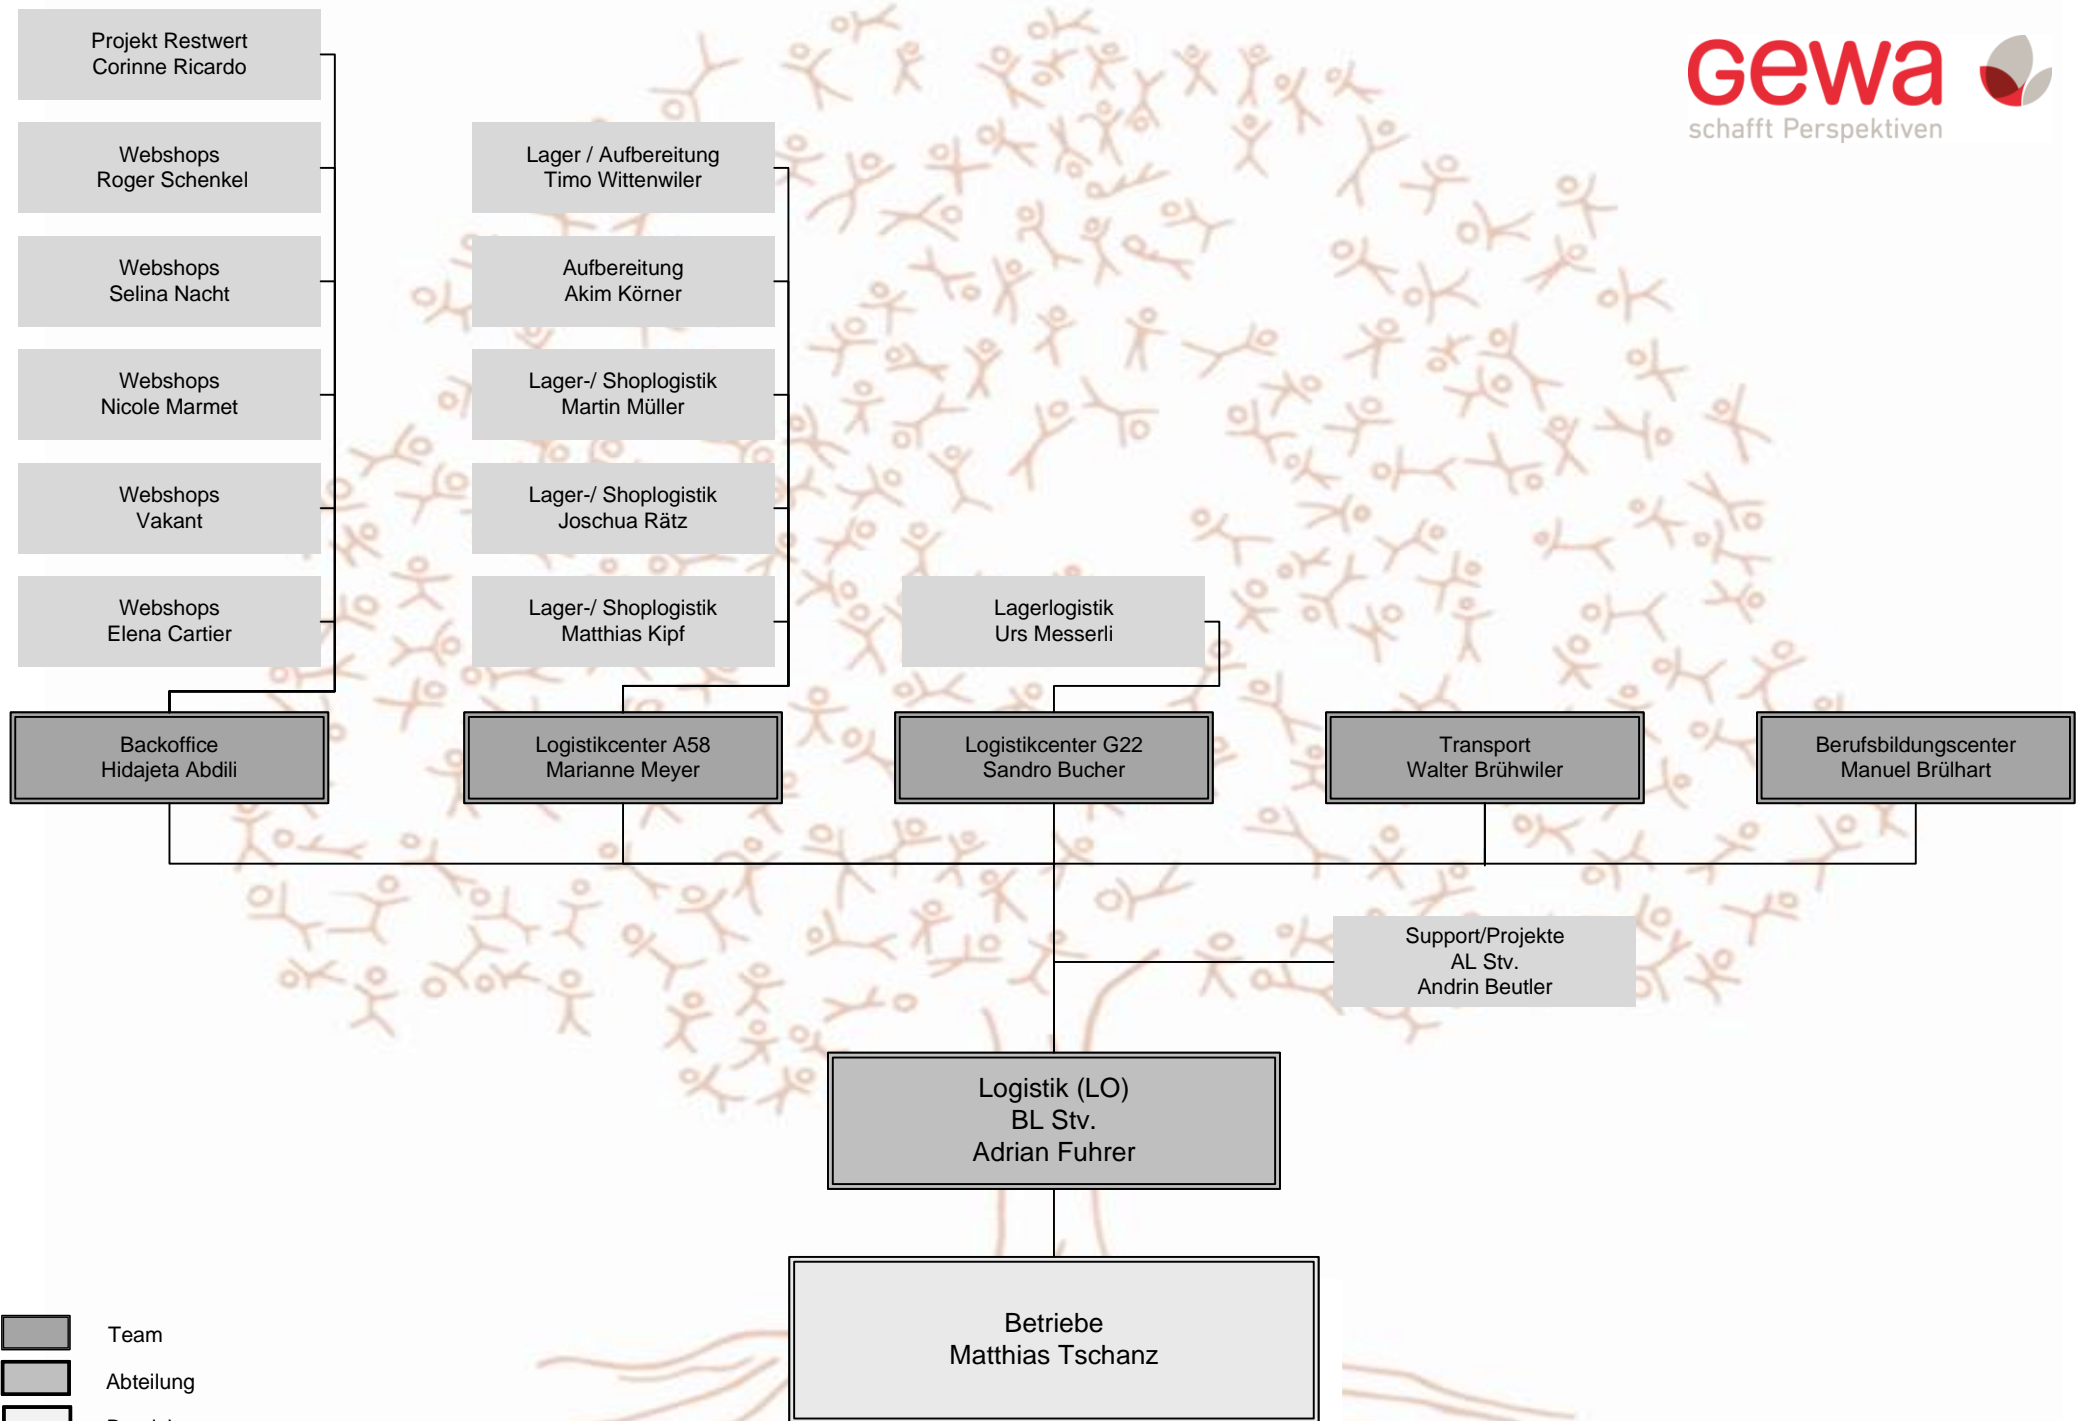 Projekt Restwert
Corinne Ricardo
Gewa
schafft Perspektiven
Webshops
Roger Schenkel
Lager / Aufbereitung
Timo Wittenwiler
Webshops
Selina Nacht
Aufbereitung
Akim Körner
Webshops
Nicole Marmet
Lager-/ Shoplogistik
Martin Müller
Webshops
Vakant
Lager-/ Shoplogistik
Joschua Rätz
Webshops
Elena Cartier
Lager-/ Shoplogistik
Matthias Kipf
Lagerlogistik
Urs Messerli
Backoffice
Hidajeta Abdili
Logistikcenter A58
Marianne Meyer
Logistikcenter G22
Sandro Bucher
Transport
Walter Brühwiler
Berufsbildungscenter
Manuel Brülhart
Support/Projekte
AL Stv.
Andrin Beutler
Logistik (LO)
BL Stv.
Adrian Fuhrer
Betriebe
Matthias Tschanz
Team
Abteilung